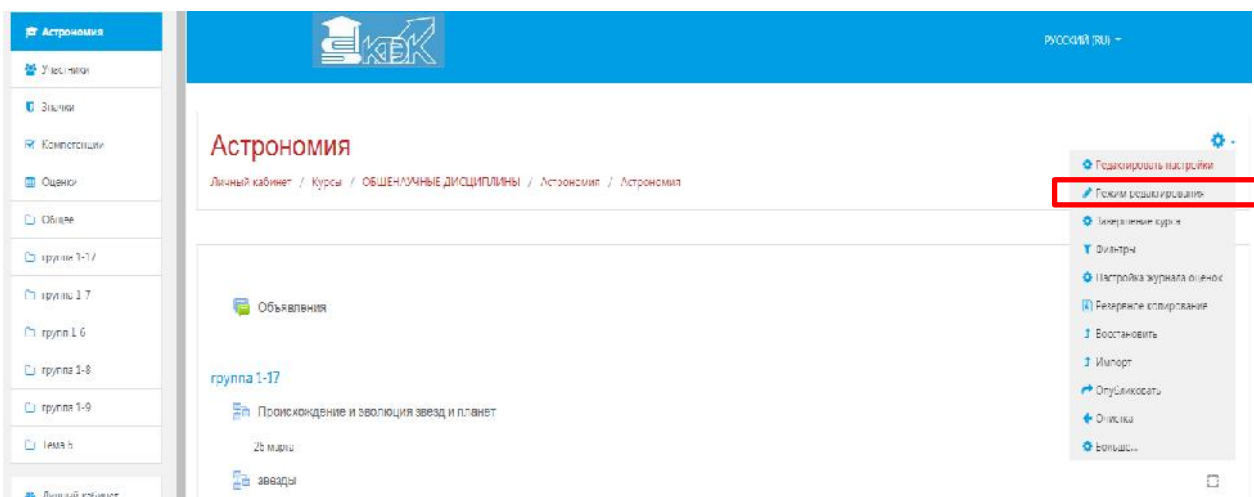 Астрономия
Участники
Значки
Компетенции
Оценки
Общее
группа 1-17
группа 1-7
групп 1-6
группа 1-8
группа 1-9
Тема 6
Личный кабинет
КТЭК
РУССКИЙ (RU)
Астрономия
Личный кабинет / Курсы / ОБЩЕНАУЧНЫЕ ДИСЦИПЛИНЫ / Астрономия / Астрономия
Редактировать настройки
Режим редактирования
Завершение курса
Фильтры
Настройка журнала оценок
Резервное копирование
Восстановить
Импорт
Опубликовать
Очистка
Больше...
Объявления
группа 1-17
Происхождение и эволюция звезд и планет
марта
звезды